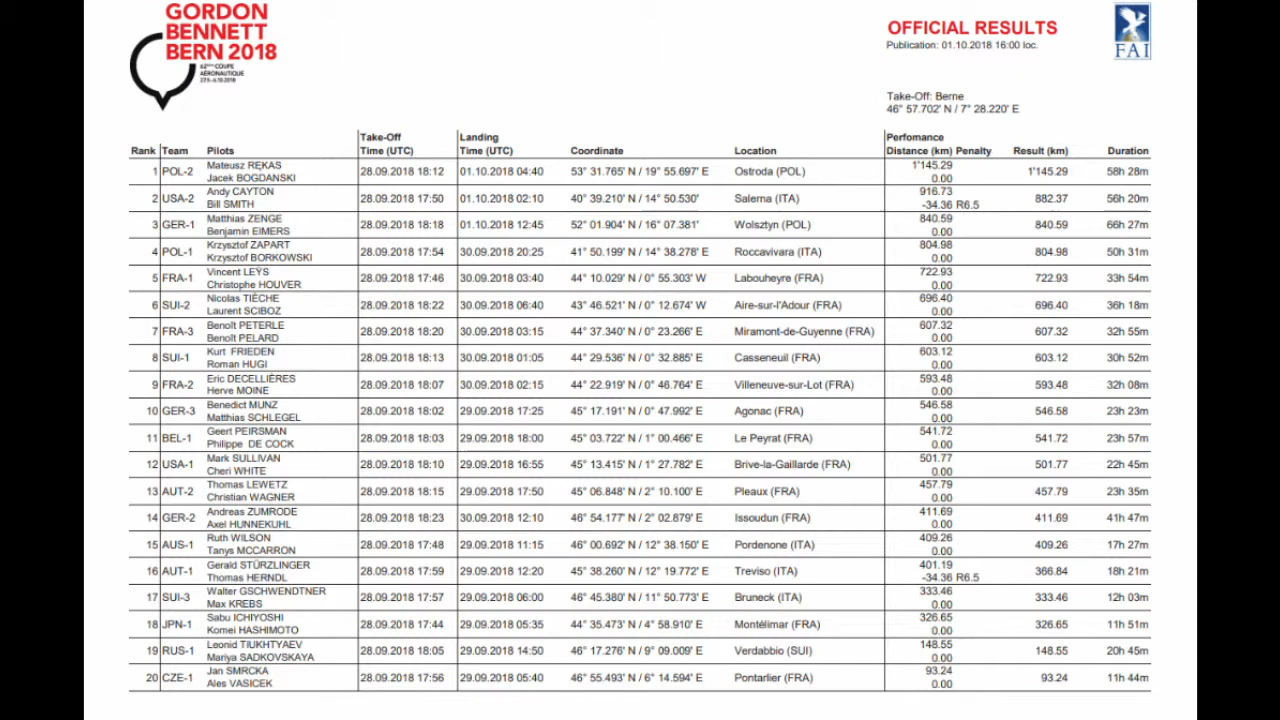 GORDON
BENNETT
BERN 2018
62ème COUPE
AÉRONAUTIQUE
27.9.-6.10.2018
OFFICIAL RESULTS
Publication: 01.10.2018 16:00 loc.
FAI
Take-Off: Berne
46° 57.702' N / 7° 28.220' E
Take-Off Landing Perfomance
Rank Team Pilots Time (UTC) Time (UTC) Coordinate Location Distance (km) Penalty Result (km) Duration
Mateusz RĘKAS 1'145.29
1 POL-2 28.09.2018 18:12 01.10.2018 04:40 53° 31.765' N / 19° 55.697' E Ostroda (POL) 1'145.29 58h 28m
Jacek BOGDANSKI 0.00
Andy CAYTON 916.73
2 USA-2 28.09.2018 17:50 01.10.2018 02:10 40° 39.210' N / 14° 50.530' Salerna (ITA) 882.37 56h 20m
Bill SMITH -34.36 R6.5
Matthias ZENGE 840.59
3 GER-1 28.09.2018 18:18 01.10.2018 12:45 52° 01.904' N / 16° 07.381' Wolsztyn (POL) 840.59 66h 27m
Benjamin EIMERS 0.00
Krzysztof ZAPART 804.98
4 POL-1 28.09.2018 17:54 30.09.2018 20:25 41° 50.199' N / 14° 38.278' E Roccavivara (ITA) 804.98 50h 31m
Krzysztof BORKOWSKI 0.00
Vincent LEŸS 722.93
5 FRA-1 28.09.2018 17:46 30.09.2018 03:40 44° 10.029' N / 0° 55.303' W Labouheyre (FRA) 722.93 33h 54m
Christophe HOUVER 0.00
Nicolas TIÈCHE 696.40
6 SUI-2 28.09.2018 18:22 30.09.2018 06:40 43° 46.521' N / 0° 12.674' W Aire-sur-l'Adour (FRA) 696.40 36h 18m
Laurent SCIBOZ 0.00
Benoît PETERLE 607.32
7 FRA-3 28.09.2018 18:20 30.09.2018 03:15 44° 37.340' N / 0° 23.266' E Miramont-de-Guyenne (FRA) 607.32 32h 55m
Benoît PELARD 0.00
Kurt FRIEDEN 603.12
8 SUI-1 28.09.2018 18:13 30.09.2018 01:05 44° 29.536' N / 0° 32.885' E Casseneuil (FRA) 603.12 30h 52m
Roman HUGI 0.00
Eric DECELLIÈRES 593.48
9 FRA-2 28.09.2018 18:07 30.09.2018 02:15 44° 22.919' N / 0° 46.764' E Villeneuve-sur-Lot (FRA) 593.48 32h 08m
Herve MOINE 0.00
Benedict MUNZ 546.58
10 GER-3 28.09.2018 18:02 29.09.2018 17:25 45° 17.191' N / 0° 47.992' E Agonac (FRA) 546.58 23h 23m
Matthias SCHLEGEL 0.00
Geert PEIRSMAN 541.72
11 BEL-1 28.09.2018 18:03 29.09.2018 18:00 45° 03.722' N / 1° 00.466' E Le Peyrat (FRA) 541.72 23h 57m
Philippe DE COCK 0.00
Mark SULLIVAN 501.77
12 USA-1 28.09.2018 18:10 29.09.2018 16:55 45° 13.415' N / 1° 27.782' E Brive-la-Gaillarde (FRA) 501.77 22h 45m
Cheri WHITE 0.00
Thomas LEWETZ 457.79
13 AUT-2 28.09.2018 18:15 29.09.2018 17:50 45° 06.848' N / 2° 10.100' E Pleaux (FRA) 457.79 23h 35m
Christian WAGNER 0.00
Andreas ZUMRODE 411.69
14 GER-2 28.09.2018 18:23 30.09.2018 12:10 46° 54.177' N / 2° 02.879' E Issoudun (FRA) 411.69 41h 47m
Axel HUNNEKUHL 0.00
Ruth WILSON 409.26
15 AUS-1 28.09.2018 17:48 29.09.2018 11:15 46° 00.692' N / 12° 38.150' E Pordenone (ITA) 409.26 17h 27m
Tanys MCCARRON 0.00
Gerald STÜRZLINGER 401.19
16 AUT-1 28.09.2018 17:59 29.09.2018 12:20 45° 38.260' N / 12° 19.772' E Treviso (ITA) 366.84 18h 21m
Thomas HERNDL -34.36 R6.5
Walter GSCHWENDTNER 333.46
17 SUI-3 28.09.2018 17:57 29.09.2018 06:00 46° 45.380' N / 11° 50.773' E Bruneck (ITA) 333.46 12h 03m
Max KREBS 0.00
Sabu ICHIYOSHI 326.65
18 JPN-1 28.09.2018 17:44 29.09.2018 05:35 44° 35.473' N / 4° 58.910' E Montélimar (FRA) 326.65 11h 51m
Komei HASHIMOTO 0.00
Leonid TIUKHTYAEV 148.55
19 RUS-1 28.09.2018 18:05 29.09.2018 14:50 46° 17.276' N / 9° 09.009' E Verdabbio (SUI) 148.55 20h 45m
Mariya SADKOVSKAYA 0.00
Jan SMRCKA 93.24
20 CZE-1 28.09.2018 17:56 29.09.2018 05:40 46° 55.493' N / 6° 14.594' E Pontarlier (FRA) 93.24 11h 44m
Ales VASICEK 0.00